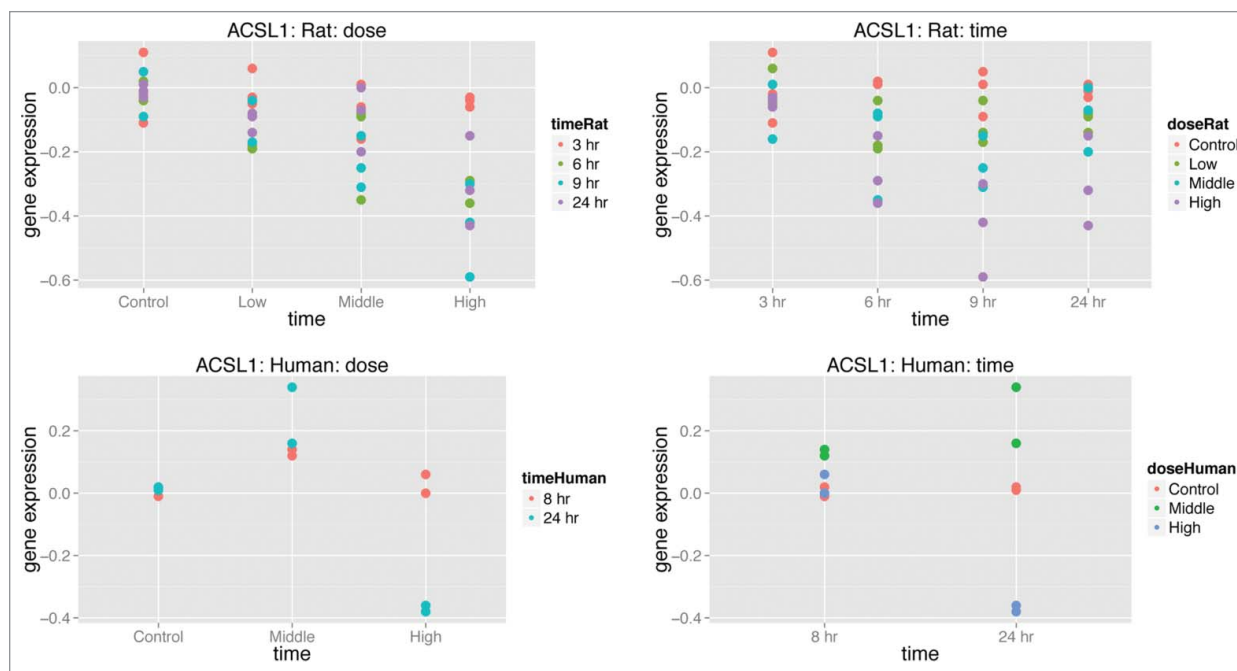 ACSL1: Rat: dose
gene expression
0.0
−0.2
−0.4
−0.6
Control Low Middle High
time
timeRat
3 hr
6 hr
9 hr
24 hr
ACSL1: Rat: time
gene expression
0.0
−0.2
−0.4
−0.6
3 hr 6 hr 9 hr 24 hr
time
doseRat
Control
Low
Middle
High
ACSL1: Human: dose
gene expression
0.2
0.0
−0.2
−0.4
Control Middle High
time
timeHuman
8 hr
24 hr
ACSL1: Human: time
gene expression
0.2
0.0
−0.2
−0.4
8 hr 24 hr
time
doseHuman
Control
Middle
High